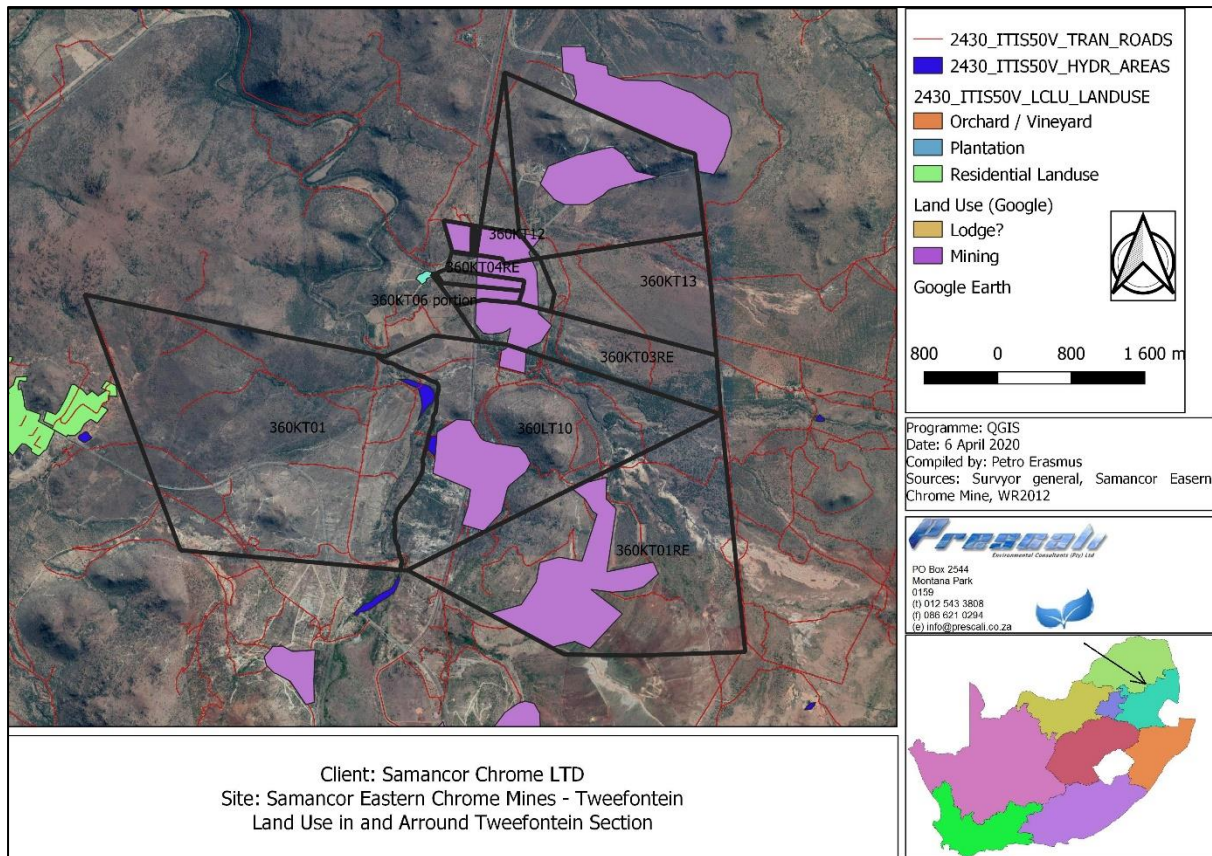 360KT12
360KT04RE
360KT13
360KT06 portion
360KT03RE
360KT01
360LT10
360KT01RE
2430_ITIS50V_TRAN_ROADS
2430_ITIS50V_HYDR_AREAS
2430_ITIS50V_LCLU_LANDUSE
Orchard / Vineyard
Plantation
Residential Landuse
Land Use (Google)
Lodge?
Mining
Google Earth
800 0 800 1 600 m
Programme: QGIS
Date: 6 April 2020
Compiled by: Petro Erasmus
Sources: Survyor general, Samancor Easern
Chrome Mine, WR2012
Prescali
Environmental Consultants (Pty) Ltd
PO Box 2544
Montana Park
0159
(t) 012 543 3808
(f) 086 621 0294
(e) info@prescali.co.za
Client: Samancor Chrome LTD
Site: Samancor Eastern Chrome Mines - Tweefontein
Land Use in and Arround Tweefontein Section